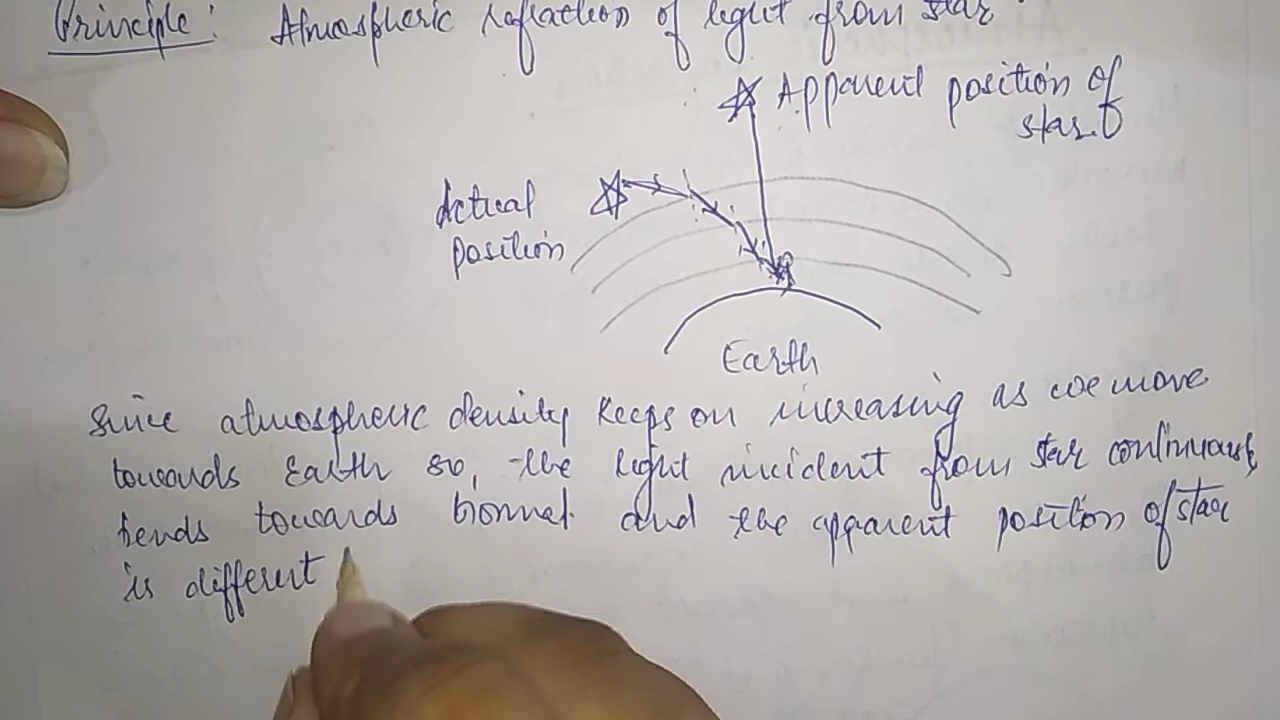 Principle: Atmospheric refraction of light from star
Apparent position of
star.
Actual
position
Earth
Since atmospheric density keeps on increasing as we move
towards Earth so, the light incident from star continuously
bends towards normal and the apparent position of star
is different